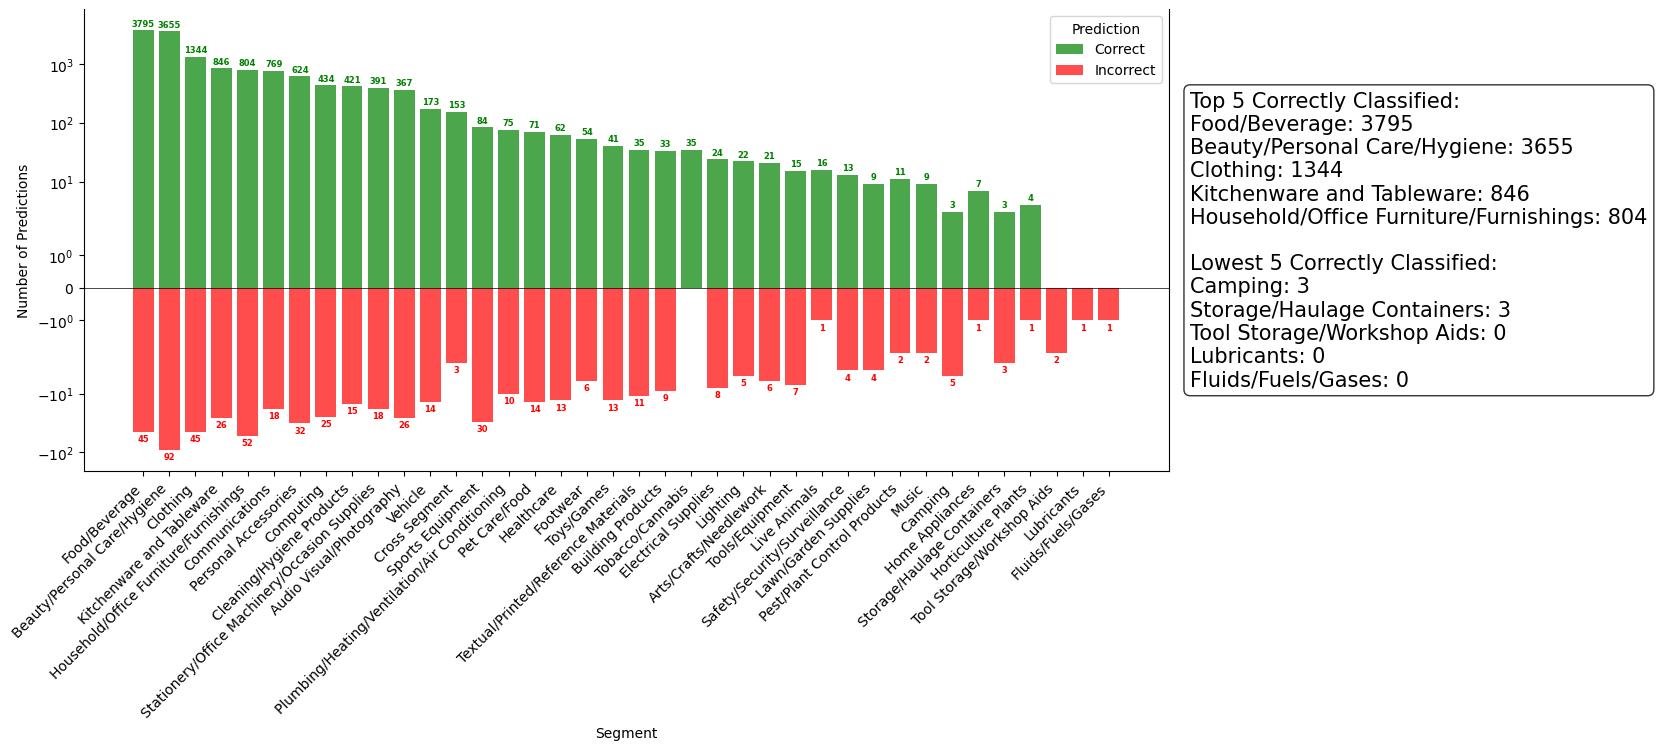 3795
3655
1344
846
804
769
624
434
421
391
367
173
153
84
75
71
62
54
41
35
33
35
24
22
21
15
16
13
9
11
9
3
7
3
4
Prediction
Correct
Incorrect
10³
10²
10¹
10⁰
0
−10⁰
−10¹
−10²
Number of Predictions
45
92
45
26
52
18
32
25
15
18
26
14
3
30
10
14
13
6
13
11
9
8
5
6
7
1
4
4
2
2
5
1
3
1
2
1
1
Food/Beverage
Beauty/Personal Care/Hygiene
Clothing
Kitchenware and Tableware
Household/Office Furniture/Furnishings
Communications
Personal Accessories
Computing
Cleaning/Hygiene Products
Stationery/Office Machinery/Occasion Supplies
Audio Visual/Photography
Vehicle
Cross Segment
Sports Equipment
Plumbing/Heating/Ventilation/Air Conditioning
Pet Care/Food
Healthcare
Footwear
Toys/Games
Textual/Printed/Reference Materials
Building Products
Tobacco/Cannabis
Electrical Supplies
Lighting
Arts/Crafts/Needlework
Tools/Equipment
Live Animals
Safety/Security/Surveillance
Lawn/Garden Supplies
Pest/Plant Control Products
Music
Camping
Home Appliances
Storage/Haulage Containers
Horticulture Plants
Tool Storage/Workshop Aids
Lubricants
Fluids/Fuels/Gases
Segment
Top 5 Correctly Classified:
Food/Beverage: 3795
Beauty/Personal Care/Hygiene: 3655
Clothing: 1344
Kitchenware and Tableware: 846
Household/Office Furniture/Furnishings: 804
Lowest 5 Correctly Classified:
Camping: 3
Storage/Haulage Containers: 3
Tool Storage/Workshop Aids: 0
Lubricants: 0
Fluids/Fuels/Gases: 0